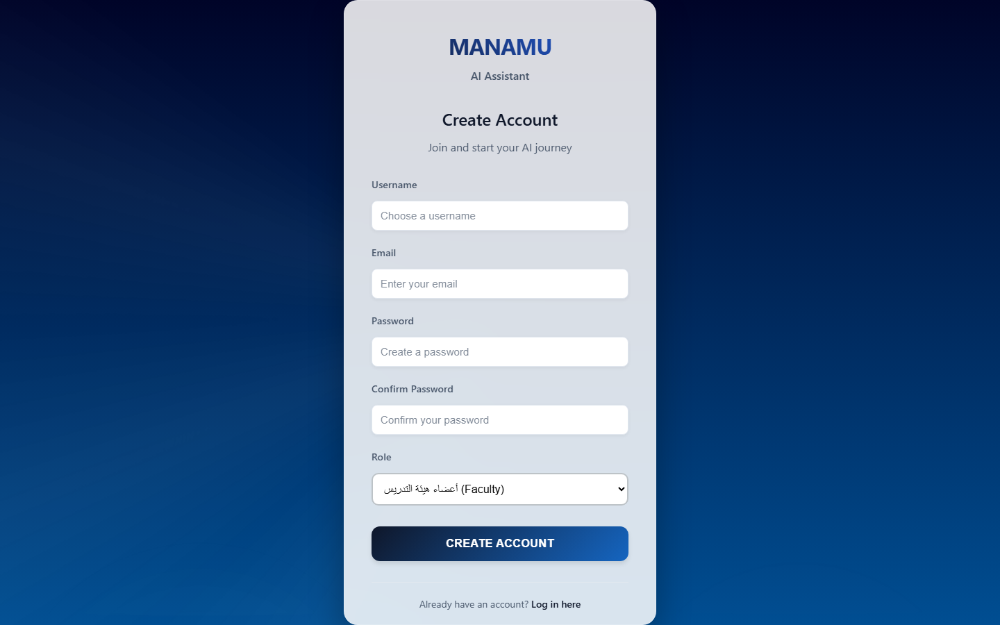 MANAMU
AI Assistant
Create Account
Join and start your AI journey
Username
Choose a username
Email
Enter your email
Password
Create a password
Confirm Password
Confirm your password
Role
أعضاء هيئة التدريس (Faculty)
CREATE ACCOUNT
Already have an account? Log in here